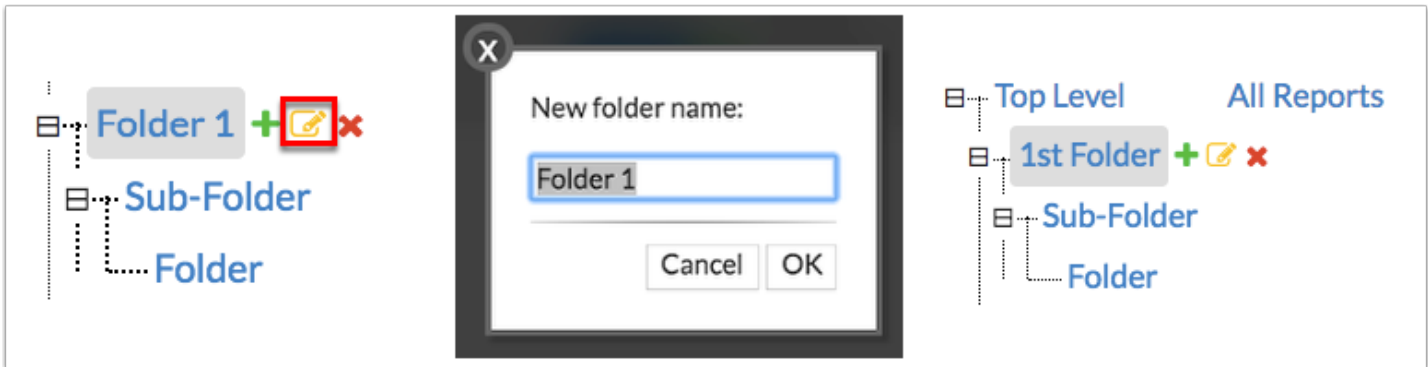 Folder 1
Sub-Folder
Folder
X
New folder name:
Folder 1
Cancel OK
Top Level All Reports
1st Folder
Sub-Folder
Folder